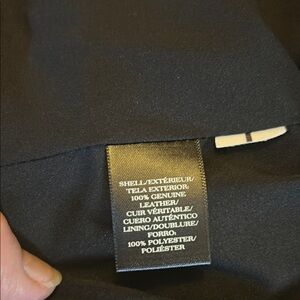 SHELL/EXTÉRIEUR/
TELA EXTERIOR:
100% GENUINE
LEATHER/
CUIR VÉRITABLE/
CUERO AUTÉNTICO
LINING/DOUBLURE/
FORRO:
100% POLYESTER/
POLIÉSTER